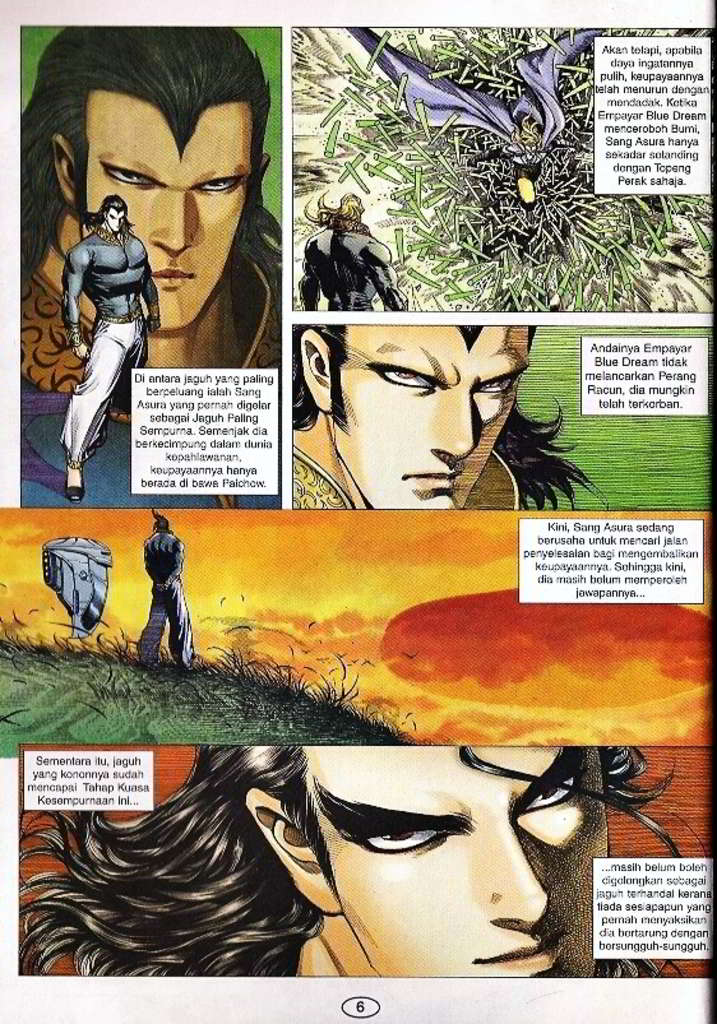 Di antara jaguh yang paling
berpeluang ialah Sang
Asura yang pernah digelar
sebagai Jaguh Paling
Sempurna. Semenjak dia
berkecimpung dalam dunia
kepahlawanan,
keupayaannya hanya
berada di bawa Paichow.
Akan tetapi, apabila
daya ingatannya
pulih, keupayaannya
telah menurun dengan
mendadak. Ketika
Empayar Blue Dream
menceroboh Bumi,
Sang Asura hanya
sekadar setanding
dengan Topeng
Perak sahaja.
Andainya Empayar
Blue Dream tidak
melancarkan Perang
Racun, dia mungkin
telah terkorban.
Kini, Sang Asura sedang
berusaha untuk mencari jalan
penyelesaian bagi mengembalikan
keupayaannya. Sehingga kini,
dia masih belum memperoleh
jawapannya...
Sementara itu, jaguh
yang kononnya sudah
mencapai Tahap Kuasa
Kesempurnaan Ini...
...masih belum boleh
digolongkan sebagai
jaguh terhandal kerana
tiada sesiapapun yang
pernah menyaksikan
dia bertarung dengan
bersungguh-sungguh.
6